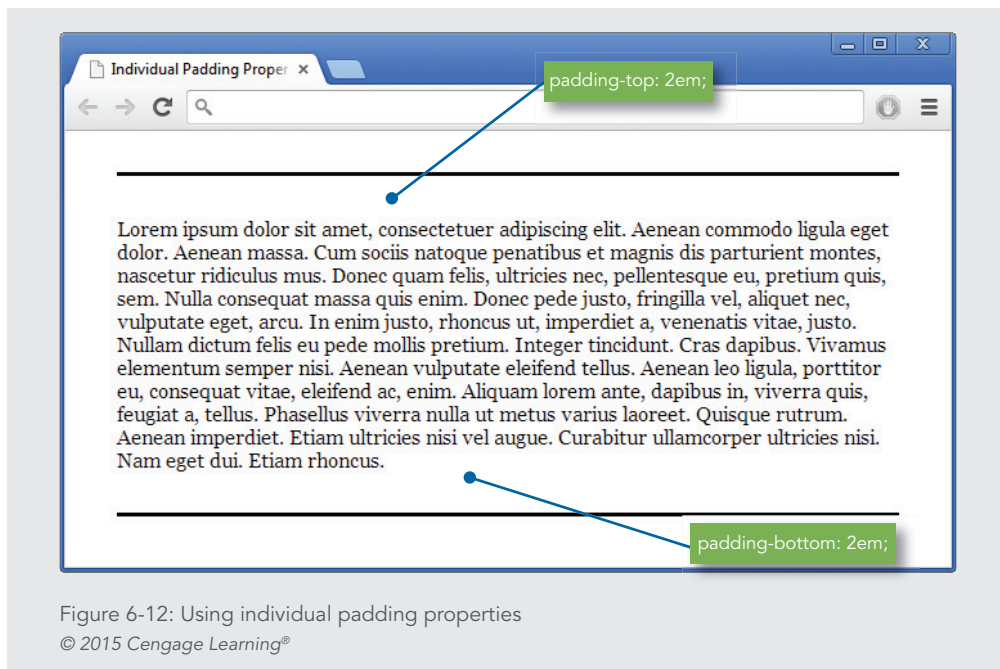 Individual Padding Proper
padding-top: 2em;
Lorem ipsum dolor sit amet, consectetuer adipiscing elit. Aenean commodo ligula eget
dolor. Aenean massa. Cum sociis natoque penatibus et magnis dis parturient montes,
nascetur ridiculus mus. Donec quam felis, ultricies nec, pellentesque eu, pretium quis,
sem. Nulla consequat massa quis enim. Donec pede justo, fringilla vel, aliquet nec,
vulputate eget, arcu. In enim justo, rhoncus ut, imperdiet a, venenatis vitae, justo.
Nullam dictum felis eu pede mollis pretium. Integer tincidunt. Cras dapibus. Vivamus
elementum semper nisi. Aenean vulputate eleifend tellus. Aenean leo ligula, porttitor
eu, consequat vitae, eleifend ac, enim. Aliquam lorem ante, dapibus in, viverra quis,
feugiat a, tellus. Phasellus viverra nulla ut metus varius laoreet. Quisque rutrum.
Aenean imperdiet. Etiam ultricies nisi vel augue. Curabitur ullamcorper ultricies nisi.
Nam eget dui. Etiam rhoncus.
padding-bottom: 2em;
Figure 6-12: Using individual padding properties
© 2015 Cengage Learning®